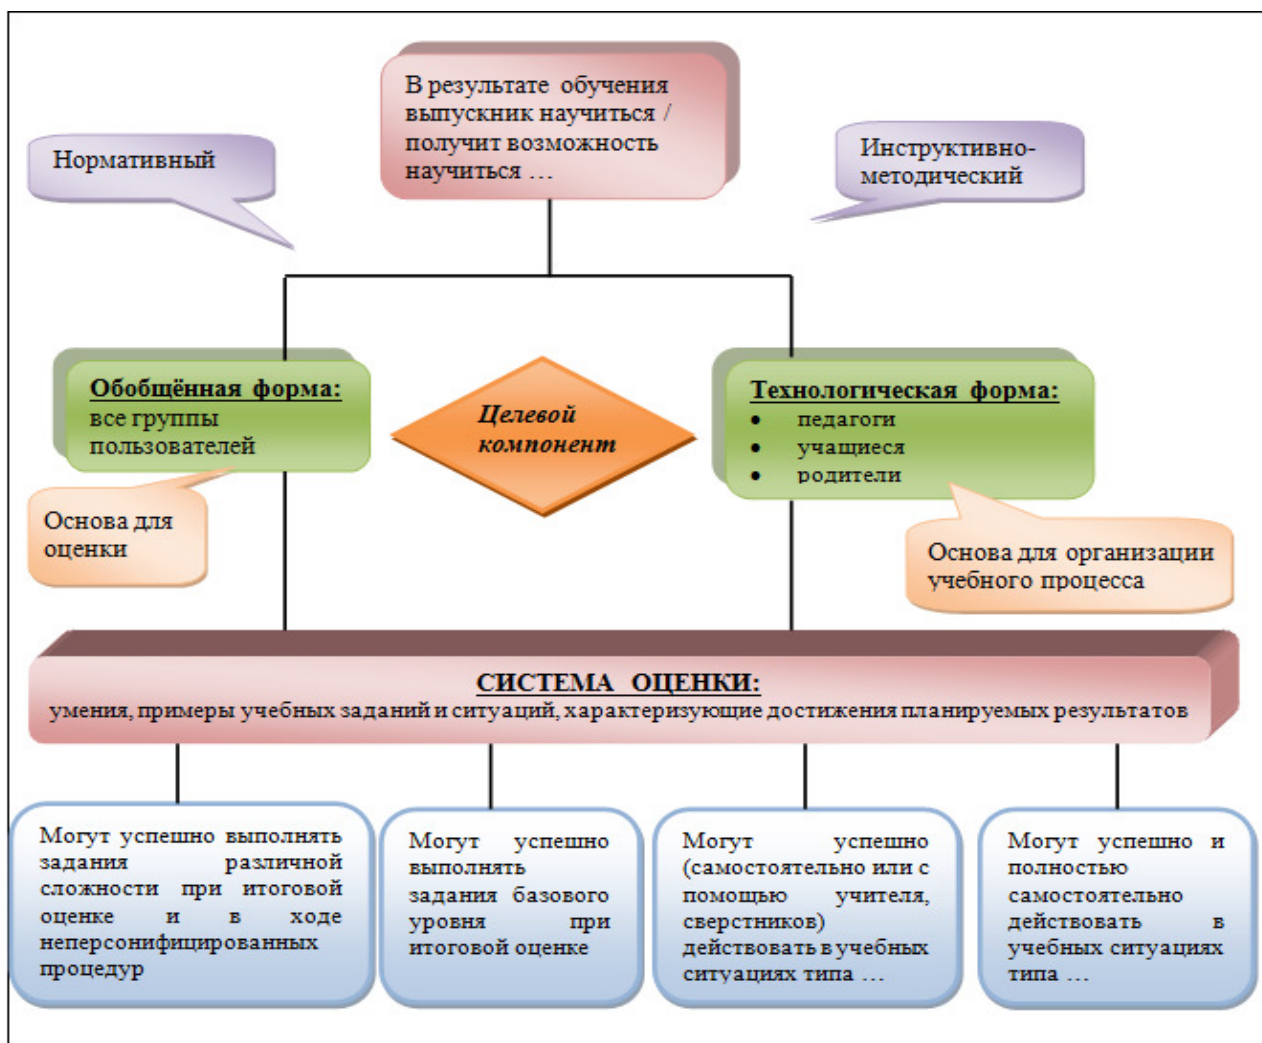 В результате обучения
выпускник научиться /
получит возможность
научиться …
Нормативный
Инструктивно-
методический
Обобщённая форма:
все группы
пользователей
Целевой
компонент
Технологическая форма:
• педагоги
• учащиеся
• родители
Основа для
оценки
Основа для организации
учебного процесса
СИСТЕМА ОЦЕНКИ:
умения, примеры учебных заданий и ситуаций, характеризующие достижения планируемых результатов
Могут успешно выполнять
задания различной
сложности при итоговой
оценке и в ходе
неперсонифицированных
процедур
Могут успешно
выполнять
задания базового
уровня при
итоговой оценке
Могут успешно
(самостоятельно или с
помощью учителя,
сверстников)
действовать в учебных
ситуациях типа …
Могут успешно и
полностью
самостоятельно
действовать в
учебных ситуациях
типа …